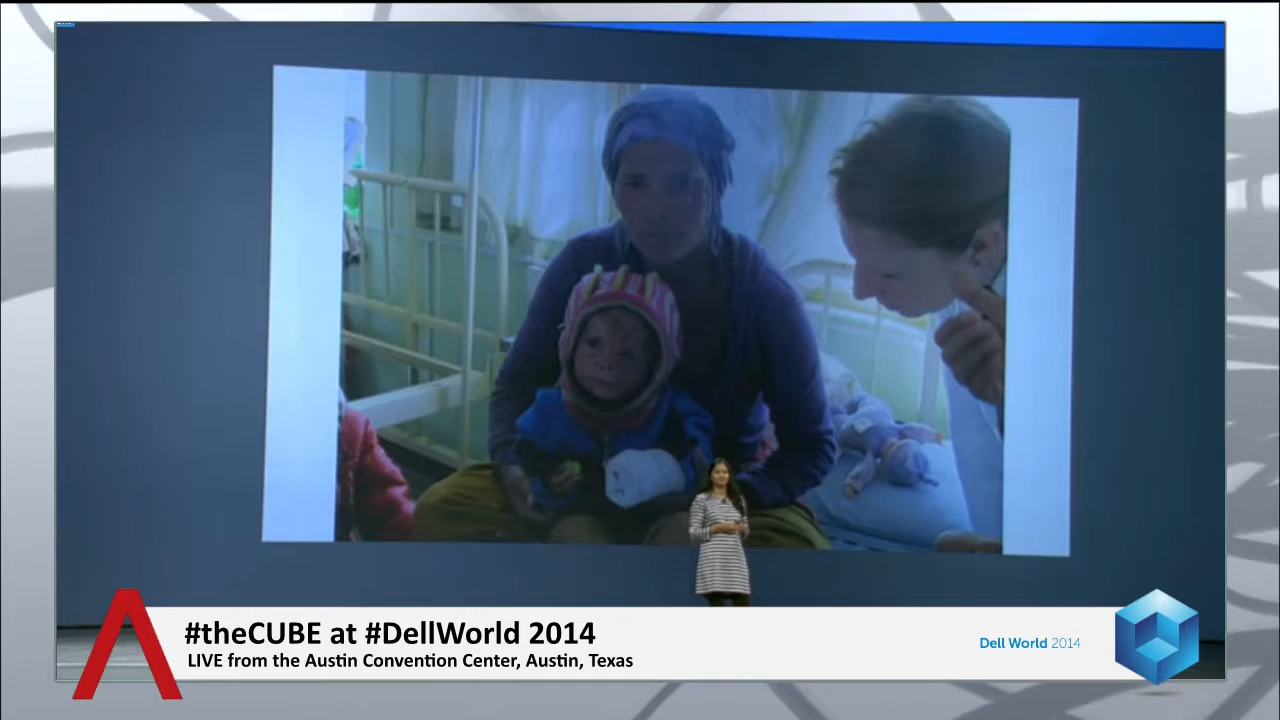 #theCUBE at #DellWorld 2014
LIVE from the Austin Convention Center, Austin, Texas
Dell World 2014